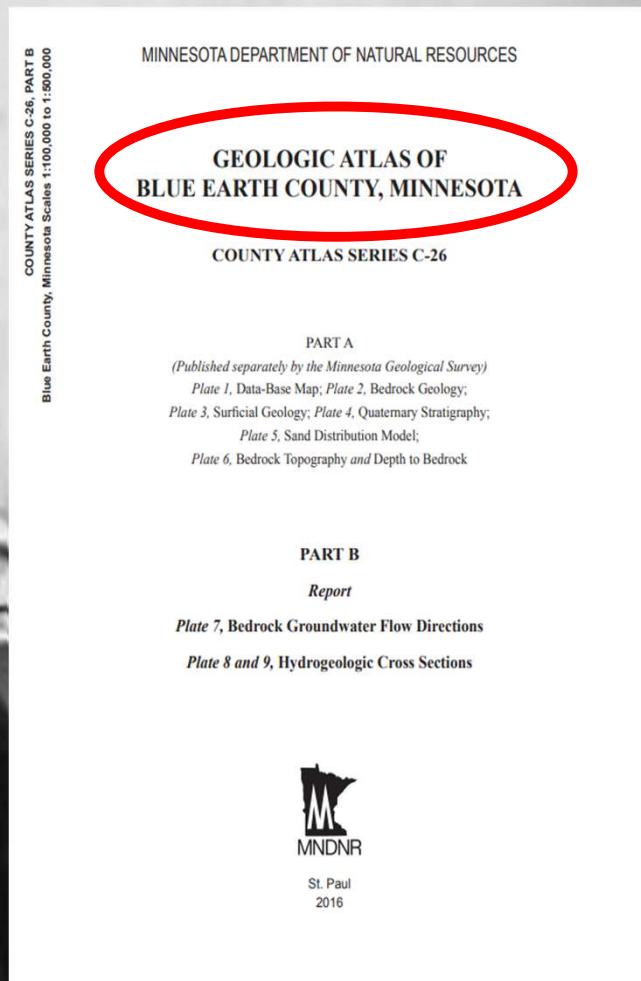 COUNTY ATLAS SERIES C-26, PART B
Blue Earth County, Minnesota Scales 1:100,000 to 1:500,000
MINNESOTA DEPARTMENT OF NATURAL RESOURCES
GEOLOGIC ATLAS OF
BLUE EARTH COUNTY, MINNESOTA
COUNTY ATLAS SERIES C-26
PART A
(Published separately by the Minnesota Geological Survey)
Plate 1, Data-Base Map; Plate 2, Bedrock Geology;
Plate 3, Surficial Geology; Plate 4, Quaternary Stratigraphy;
Plate 5, Sand Distribution Model;
Plate 6, Bedrock Topography and Depth to Bedrock
PART B
Report
Plate 7, Bedrock Groundwater Flow Directions
Plate 8 and 9, Hydrogeologic Cross Sections
M
MNDNR
St. Paul
2016